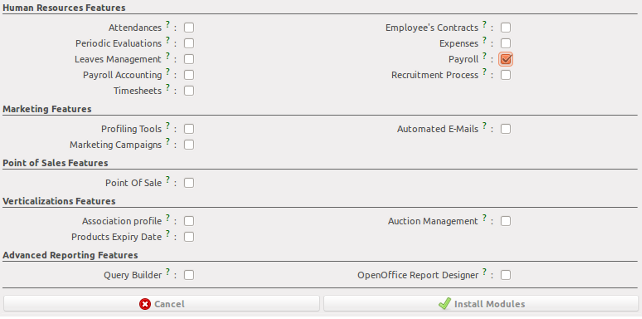 Human Resources Features
Attendances ? : Employee's Contracts ? :
Periodic Evaluations ? : Expenses ? :
Leaves Management ? : Payroll ? :
Payroll Accounting ? : Recruitment Process ? :
Timesheets ? :
Marketing Features
Profiling Tools ? : Automated E-Mails ? :
Marketing Campaigns ? :
Point of Sales Features
Point Of Sale ? :
Verticalizations Features
Association profile ? : Auction Management ? :
Products Expiry Date ? :
Advanced Reporting Features
Query Builder ? : OpenOffice Report Designer ? :
Cancel Install Modules